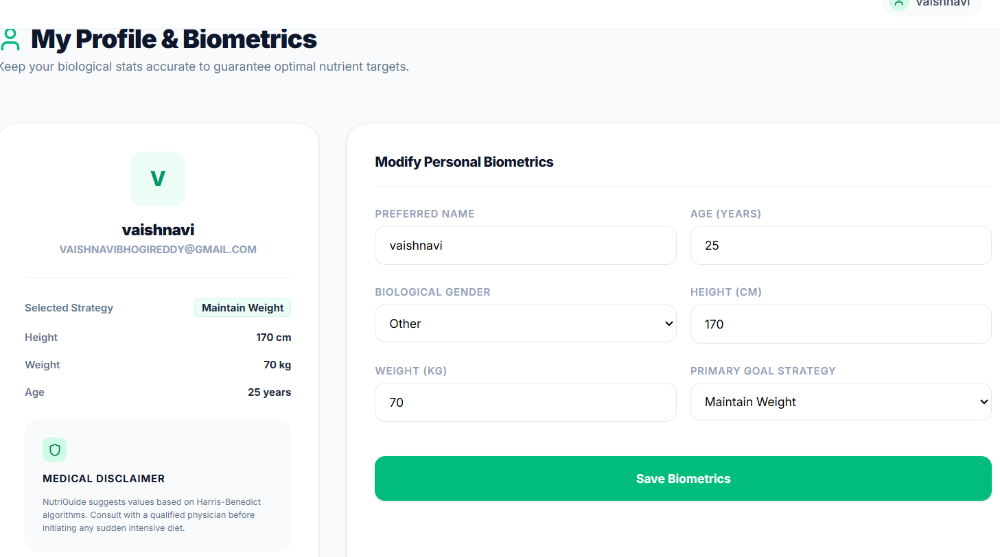 vaishnavi
My Profile & Biometrics
Keep your biological stats accurate to guarantee optimal nutrient targets.
V
vaishnavi
VAISHNAVIBHOGIREDDY@GMAIL.COM
Selected Strategy Maintain Weight
Height 170 cm
Weight 70 kg
Age 25 years
MEDICAL DISCLAIMER
NutriGuide suggests values based on Harris-Benedict
algorithms. Consult with a qualified physician before
initiating any sudden intensive diet.
Modify Personal Biometrics
PREFERRED NAME AGE (YEARS)
vaishnavi 25
BIOLOGICAL GENDER HEIGHT (CM)
Other 170
WEIGHT (KG) PRIMARY GOAL STRATEGY
70 Maintain Weight
Save Biometrics